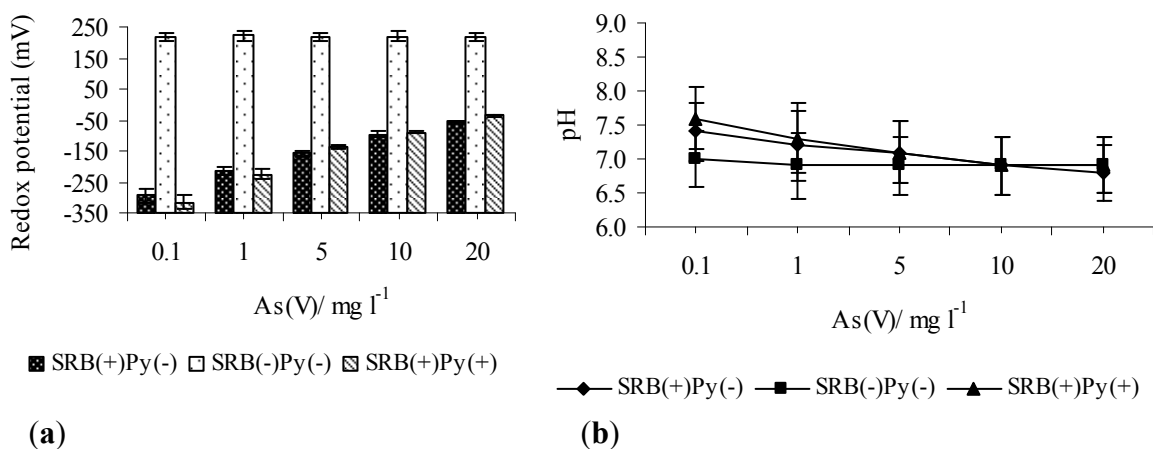 Redox potential (mV)
250
150
50
-50
-150
-250
-350
0.1 1 5 10 20
As(V)/ mg l-1
SRB(+)Py(-) SRB(-)Py(-) SRB(+)Py(+)
(a)
pH
9.0
8.5
8.0
7.5
7.0
6.5
6.0
0.1 1 5 10 20
As(V)/ mg l-1
SRB(+)Py(-) SRB(-)Py(-) SRB(+)Py(+)
(b)